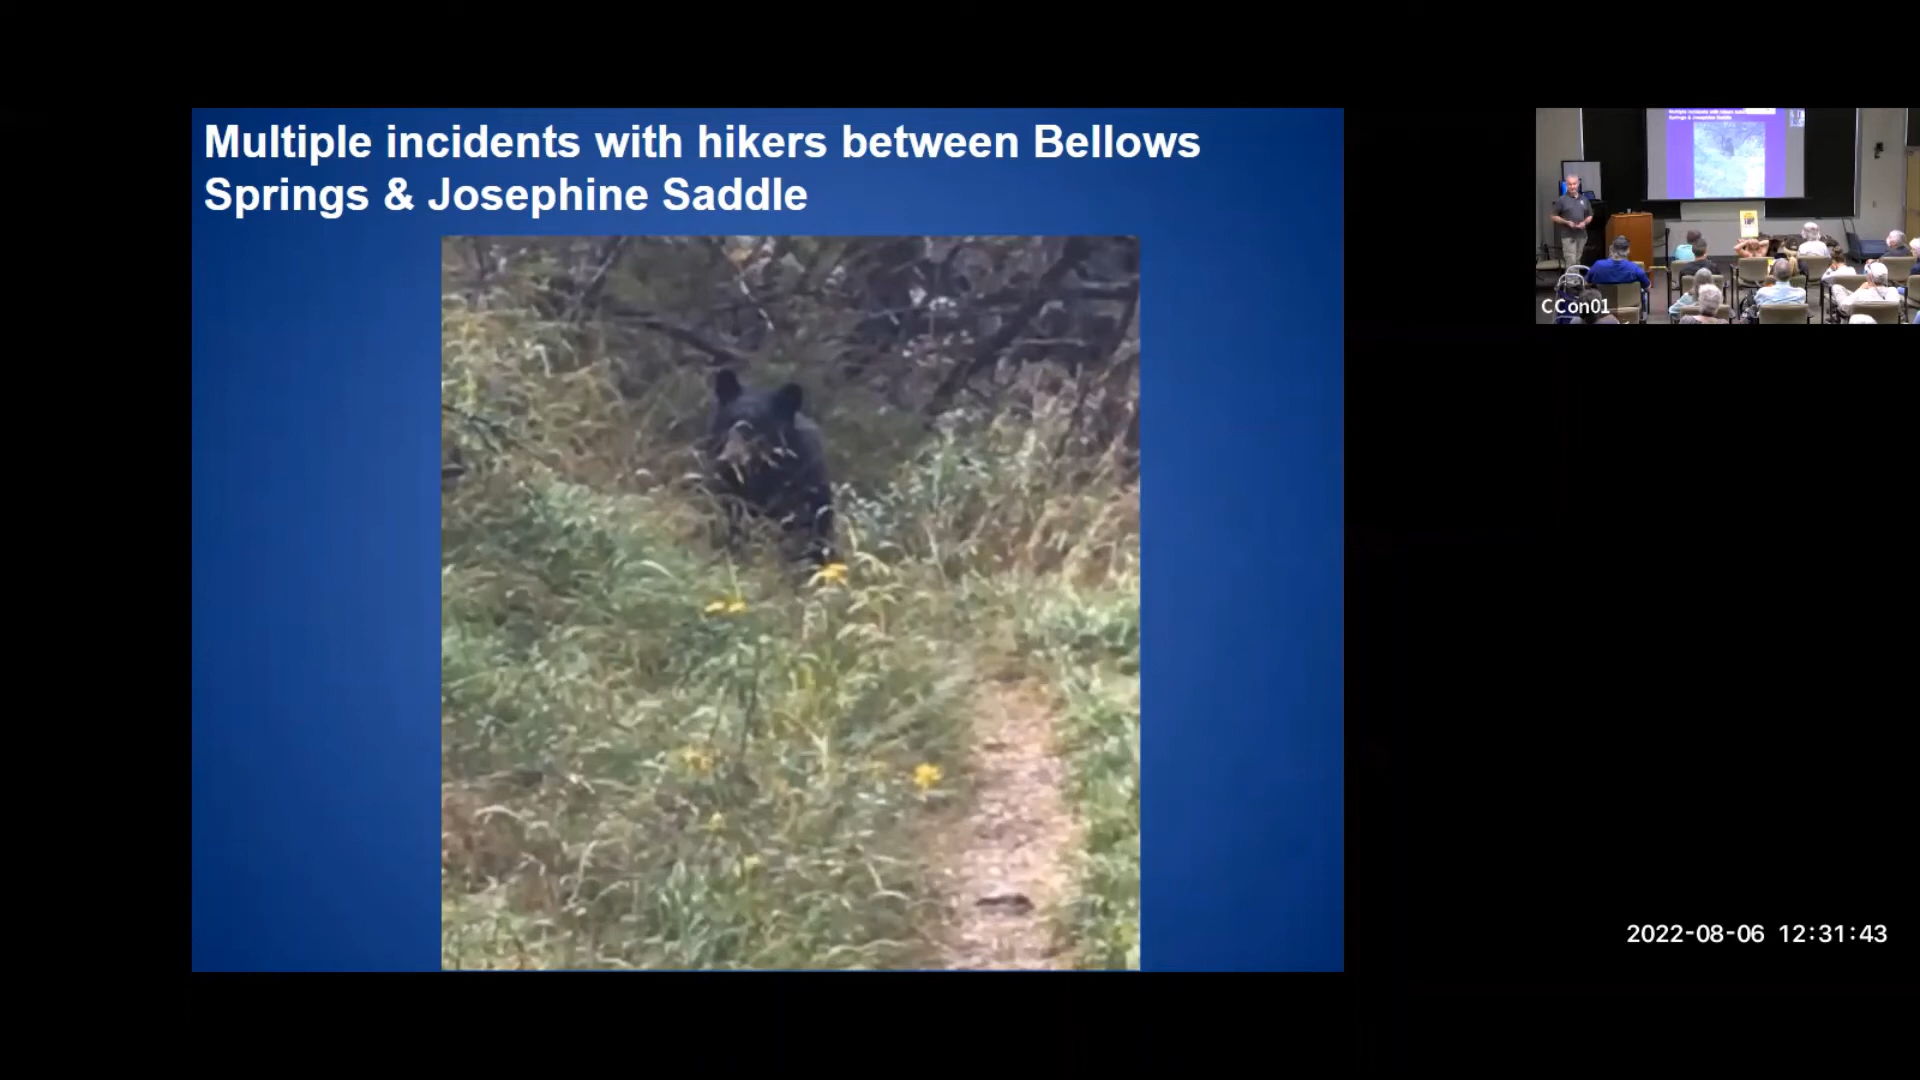 Multiple incidents with hikers between Bellows
Springs & Josephine Saddle
CCon01
2022-08-06 12:31:43